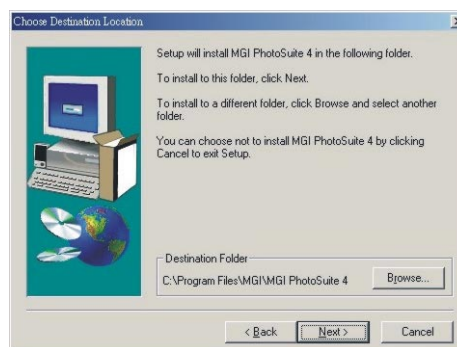 Choose Destination Location
Setup will install MGI PhotoSuite 4 in the following folder.
To install to this folder, click Next.
To install to a different folder, click Browse and select another
folder.
You can choose not to install MGI PhotoSuite 4 by clicking
Cancel to exit Setup.
Destination Folder
C:\Program Files\MGI\MGI PhotoSuite 4
Browse...
< Back
Next >
Cancel